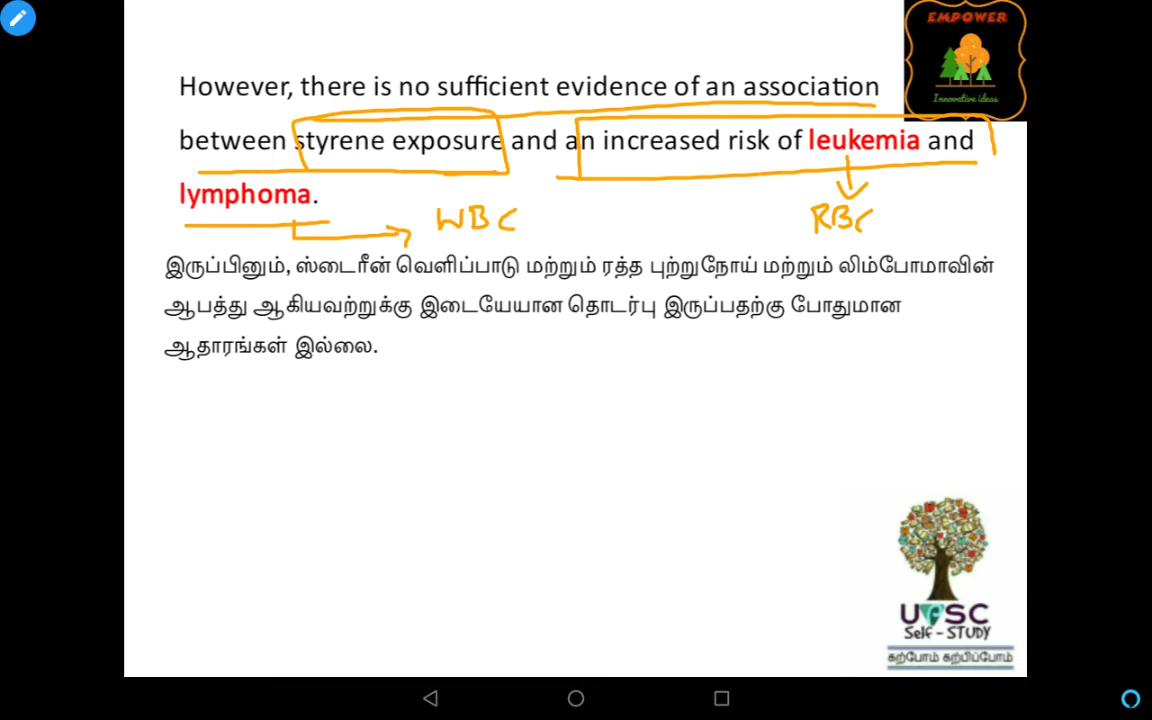 EMPOWER
Innovative ideas
However, there is no sufficient evidence of an association
between styrene exposure and an increased risk of leukemia and
lymphoma.
WBC
RBC
இருப்பினும், ஸ்டைரீன் வெளிப்பாடு மற்றும் ரத்த புற்றுநோய் மற்றும் லிம்போமாவின்
ஆபத்து ஆகியவற்றுக்கு இடையேயான தொடர்பு இருப்பதற்கு போதுமான
ஆதாரங்கள் இல்லை.
UPSC
Self-STUDY
கற்போம் கற்பிப்போம்